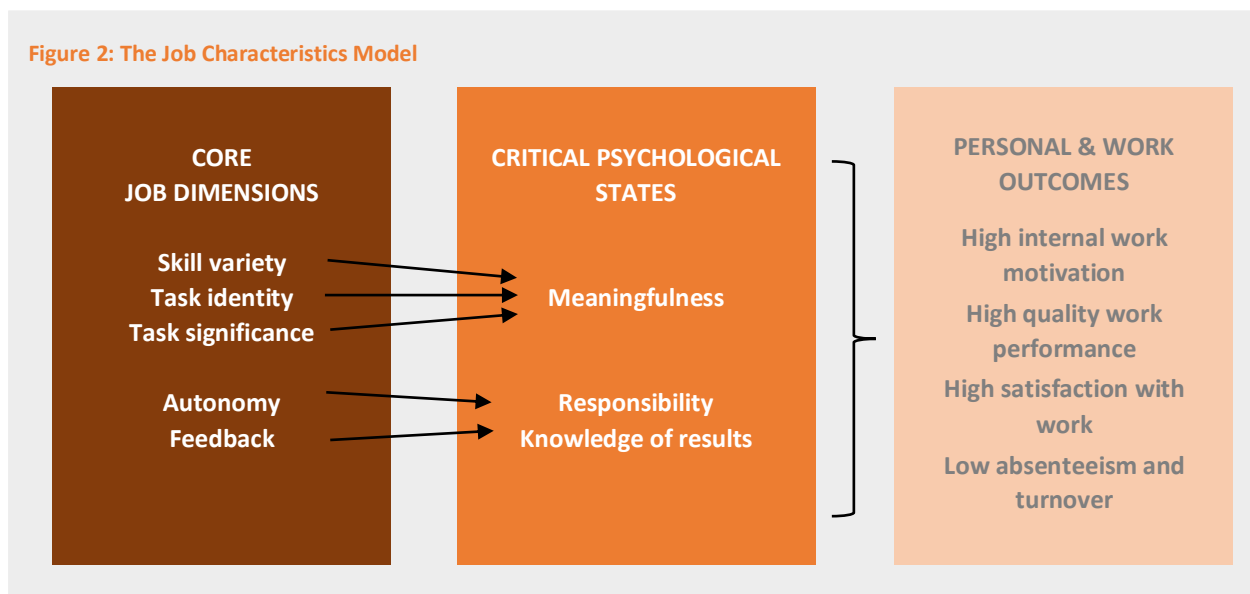 Figure 2: The Job Characteristics Model
CORE
JOB DIMENSIONS
Skill variety
Task identity
Task significance
Autonomy
Feedback
CRITICAL PSYCHOLOGICAL
STATES
Meaningfulness
Responsibility
Knowledge of results
PERSONAL & WORK
OUTCOMES
High internal work
motivation
High quality work
performance
High satisfaction with
work
Low absenteeism and
turnover